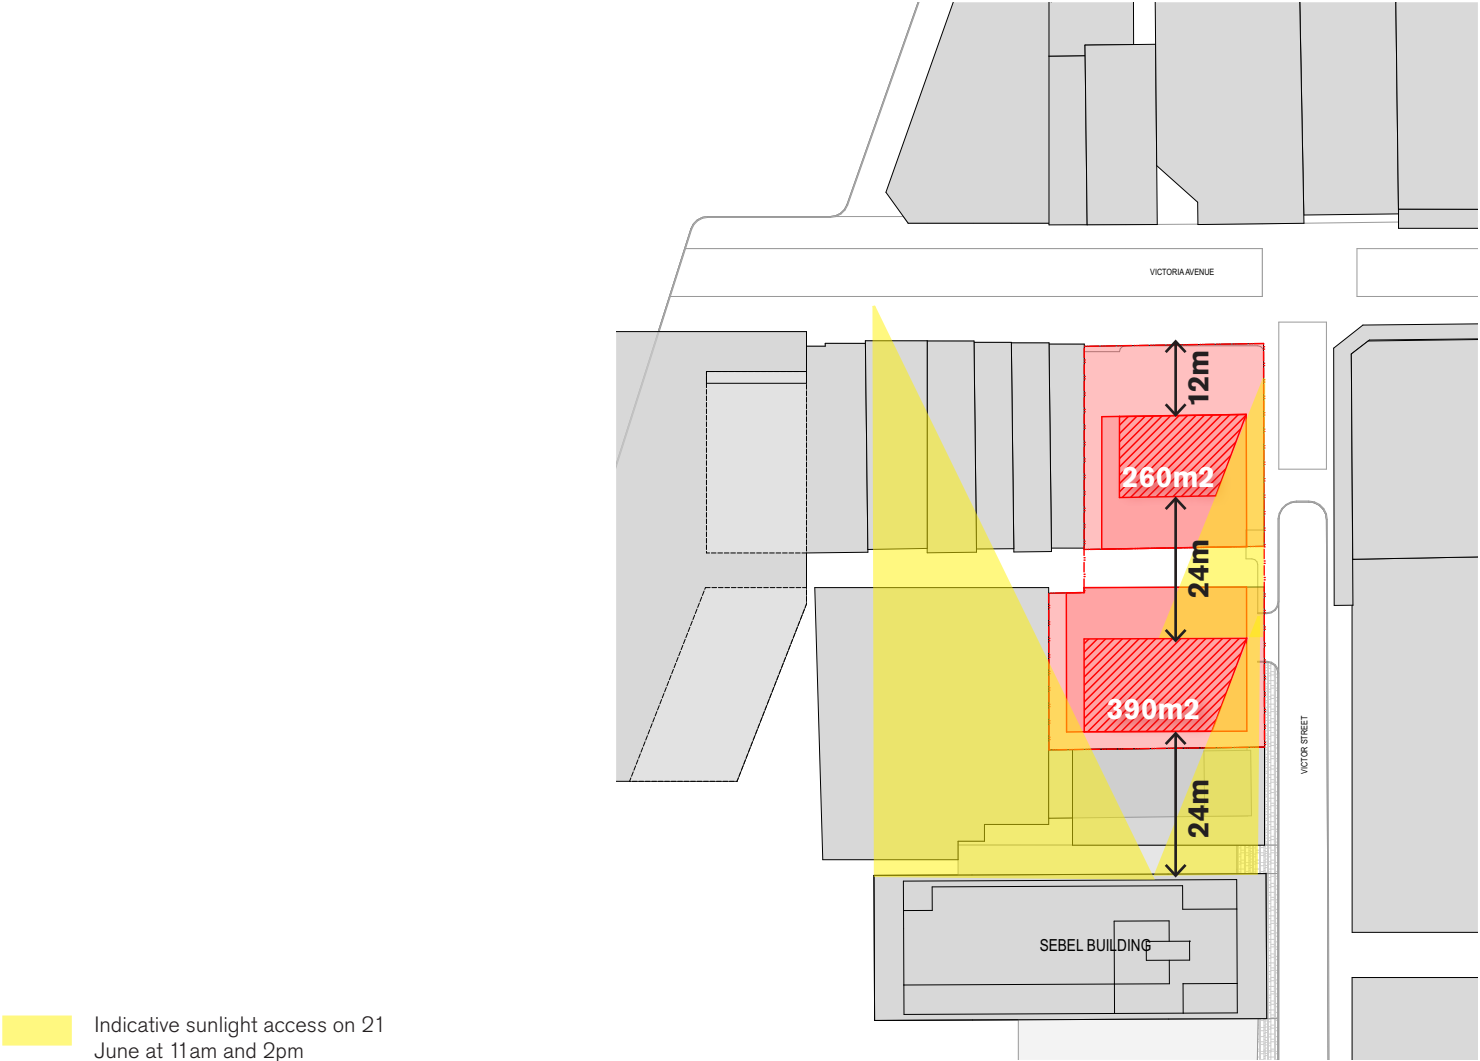 VICTORIA AVENUE
12m
260m2
24m
390m2
VICTOR STREET
24m
SEBEL BUILDING
Indicative sunlight access on 21
June at 11am and 2pm